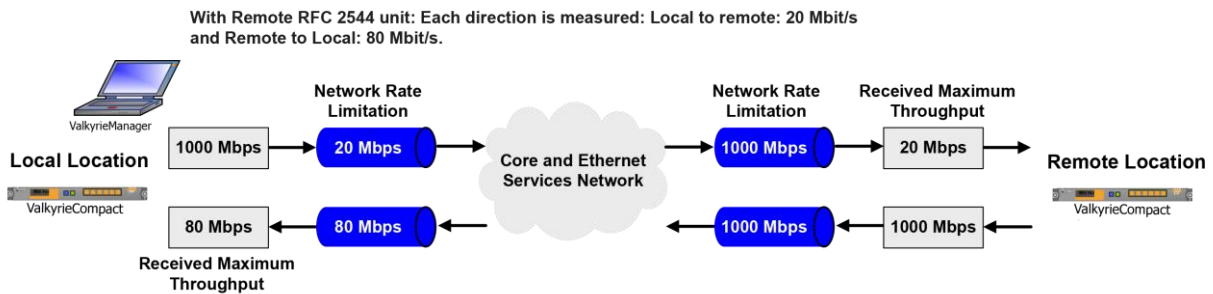 With Remote RFC 2544 unit: Each direction is measured: Local to remote: 20 Mbit/s
and Remote to Local: 80 Mbit/s.
ValkyrieManager
Network Rate
Limitation
Network Rate
Limitation
Received Maximum
Throughput
1000 Mbps
20 Mbps
1000 Mbps
20 Mbps
Core and Ethernet
Services Network
Local Location
ValkyrieCompact
Remote Location
ValkyrieCompact
80 Mbps
80 Mbps
1000 Mbps
1000 Mbps
Received Maximum
Throughput